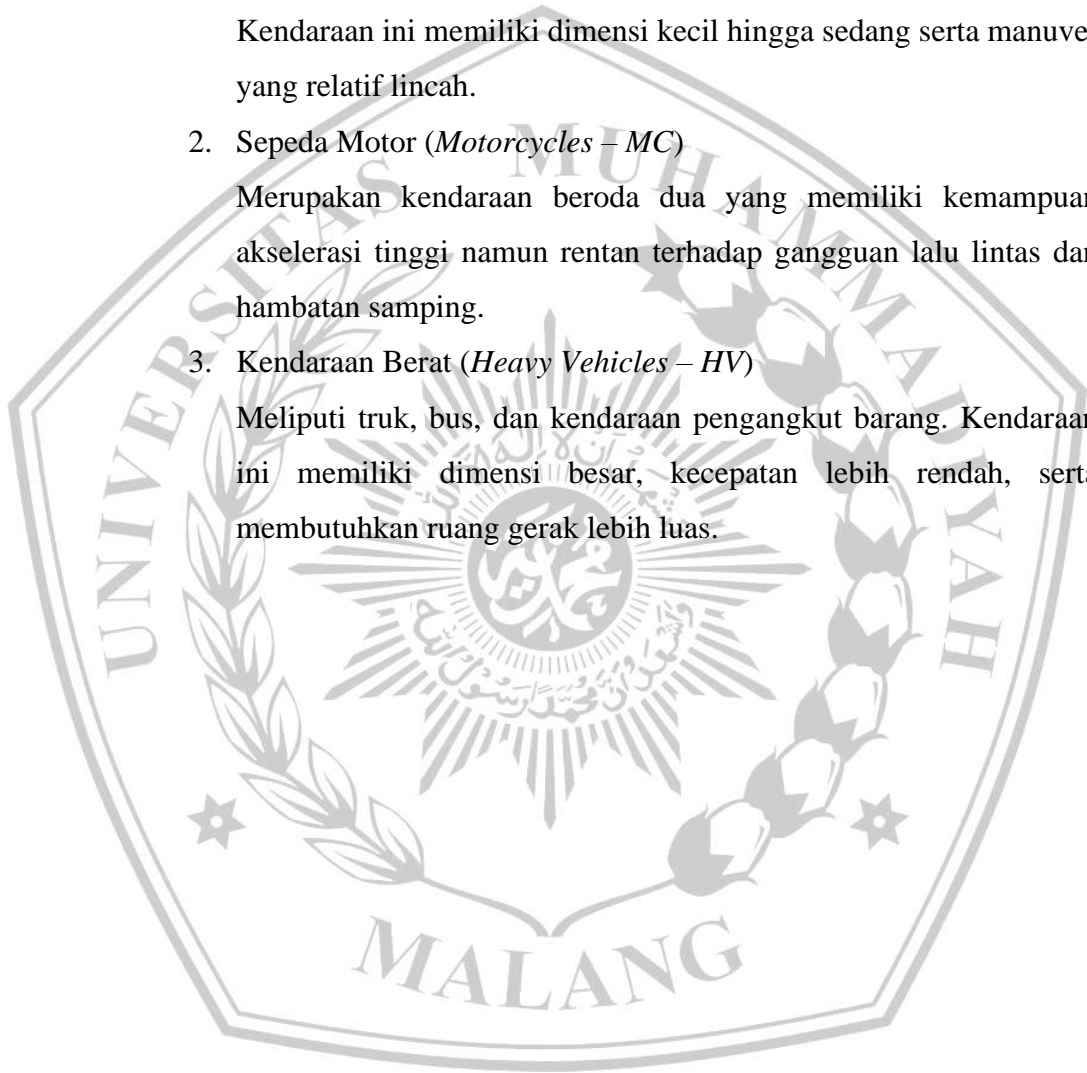 Kendaraan ini memiliki dimensi kecil hingga sedang serta manuve
yang relatif lincah.
2. Sepeda Motor (Motorcycles – MC)
Merupakan kendaraan beroda dua yang memiliki kemampuan
akselerasi tinggi namun rentan terhadap gangguan lalu lintas dan
hambatan samping.
3. Kendaraan Berat (Heavy Vehicles – HV)
Meliputi truk, bus, dan kendaraan pengangkut barang. Kendaraan
ini memiliki dimensi besar, kecepatan lebih rendah, serta
membutuhkan ruang gerak lebih luas.
UNIVERSITAS MUHAMMADIYAH
MALANG